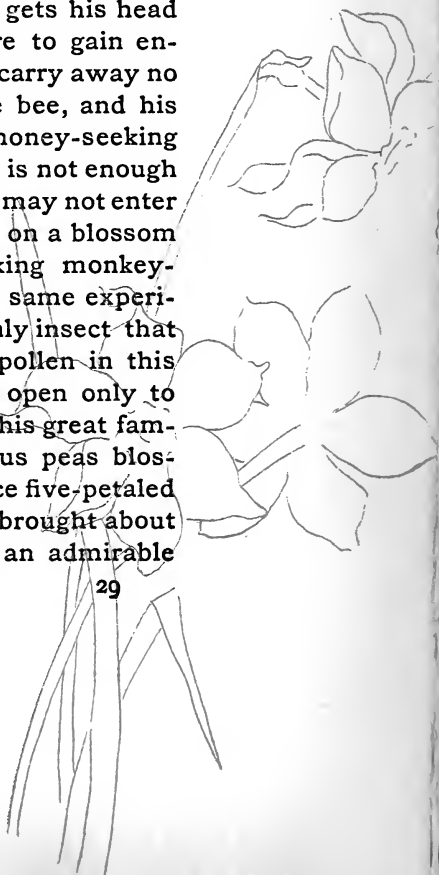 gets his head
re to gain en-
carry away no
e bee, and his
honey-seeking
is not enough
may not enter
on a blossom
king monkey-
same experi-
nly insect that
pollen in this
open only to
his great fam-
us peas blos-
ce five-petaled
brought about
an admirable
29